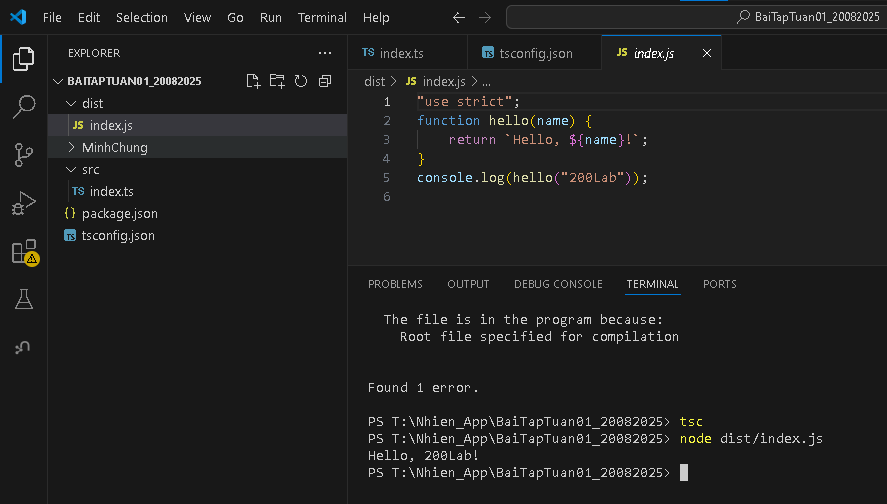 File Edit Selection View Go Run Terminal Help
BaiTapTuan01_20082025
EXPLORER
BAITAPTUAN01_20082025
dist
JS index.js
MinhChung
src
TS index.ts
{} package.json
TS tsconfig.json
TS index.ts
TS tsconfig.json
JS index.js
dist > JS index.js > ...
1 "use strict";
2 function hello(name) {
3 return `Hello, ${name}!`;
4 }
5 console.log(hello("200Lab"));
6
PROBLEMS OUTPUT DEBUG CONSOLE TERMINAL PORTS
The file is in the program because:
Root file specified for compilation
Found 1 error.
PS T:\Nhien_App\BaiTapTuan01_20082025> tsc
PS T:\Nhien_App\BaiTapTuan01_20082025> node dist/index.js
Hello, 200Lab!
PS T:\Nhien_App\BaiTapTuan01_20082025>